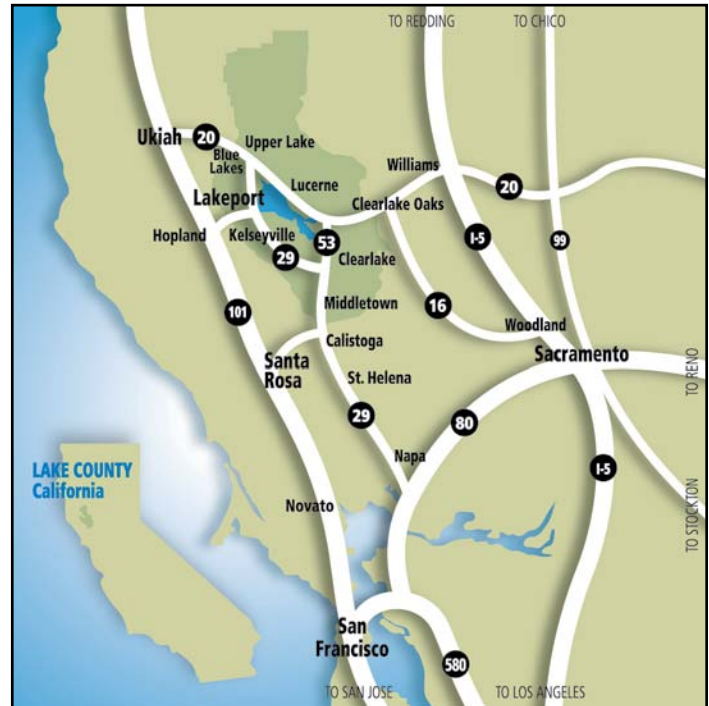 TO REDDING
TO CHICO
Ukiah
20
Upper Lake
Blue
Lakes
Williams
Lucerne
20
Lakeport
Clearlake Oaks
Hopland
Kelseyville
53
I-5
99
29
Clearlake
Middletown
16
101
Woodland
Calistoga
Sacramento
Santa
Rosa
St. Helena
TO RENO
29
80
Napa
I-5
LAKE COUNTY
California
Novato
TO STOCKTON
San
Francisco
580
TO SAN JOSE
TO LOS ANGELES